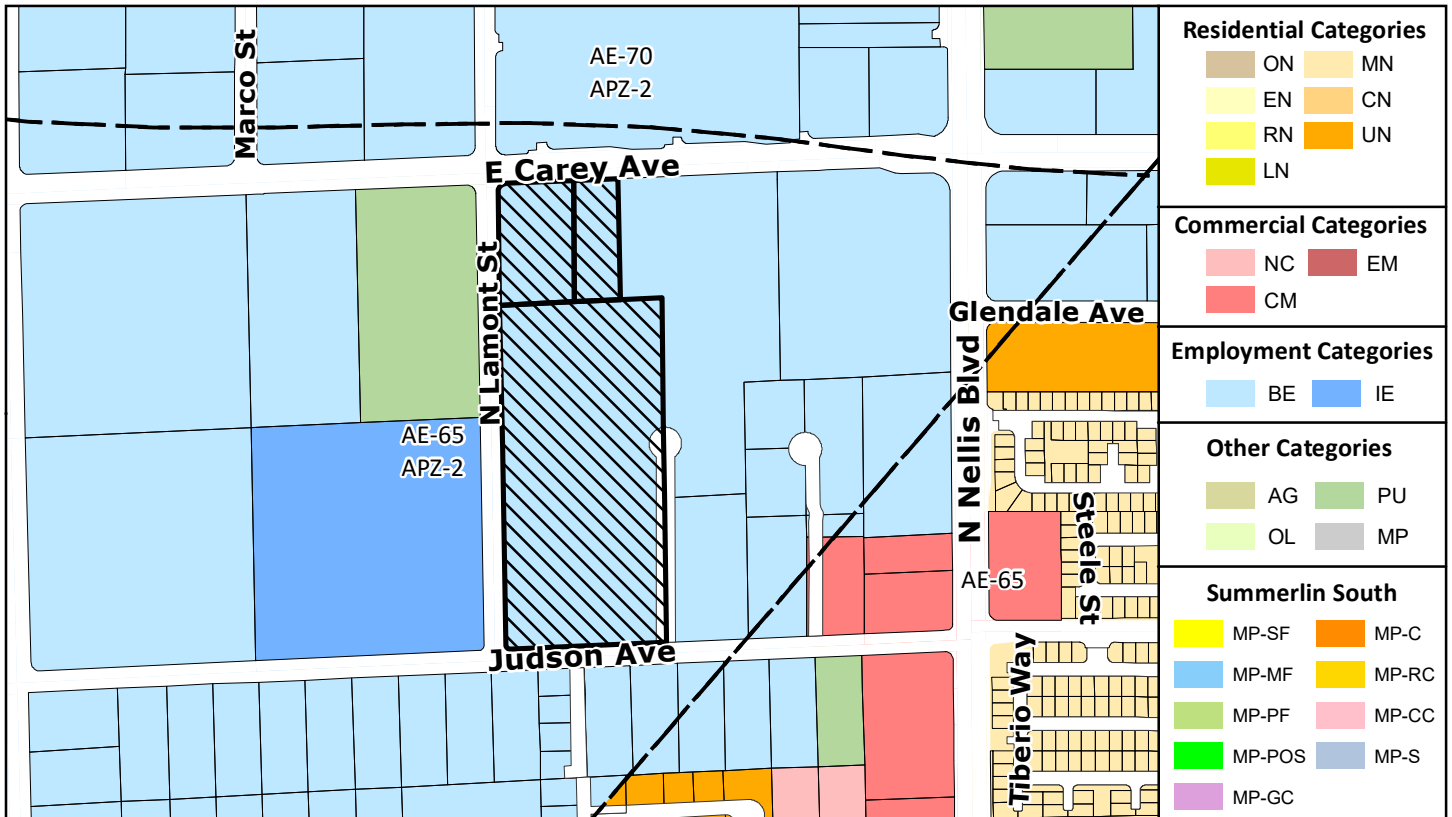 Marco St
AE-70
APZ-2
E Carey Ave
N Lamont St
AE-65
APZ-2
Glendale Ave
N Nellis Blvd
Steele St
AE-65
Judson Ave
Tiberio Way
Residential Categories
ON MN
EN CN
RN UN
LN
Commercial Categories
NC EM
CM
Employment Categories
BE IE
Other Categories
AG PU
OL MP
Summerlin South
MP-SF MP-C
MP-MF MP-RC
MP-PF MP-CC
MP-POS MP-S
MP-GC